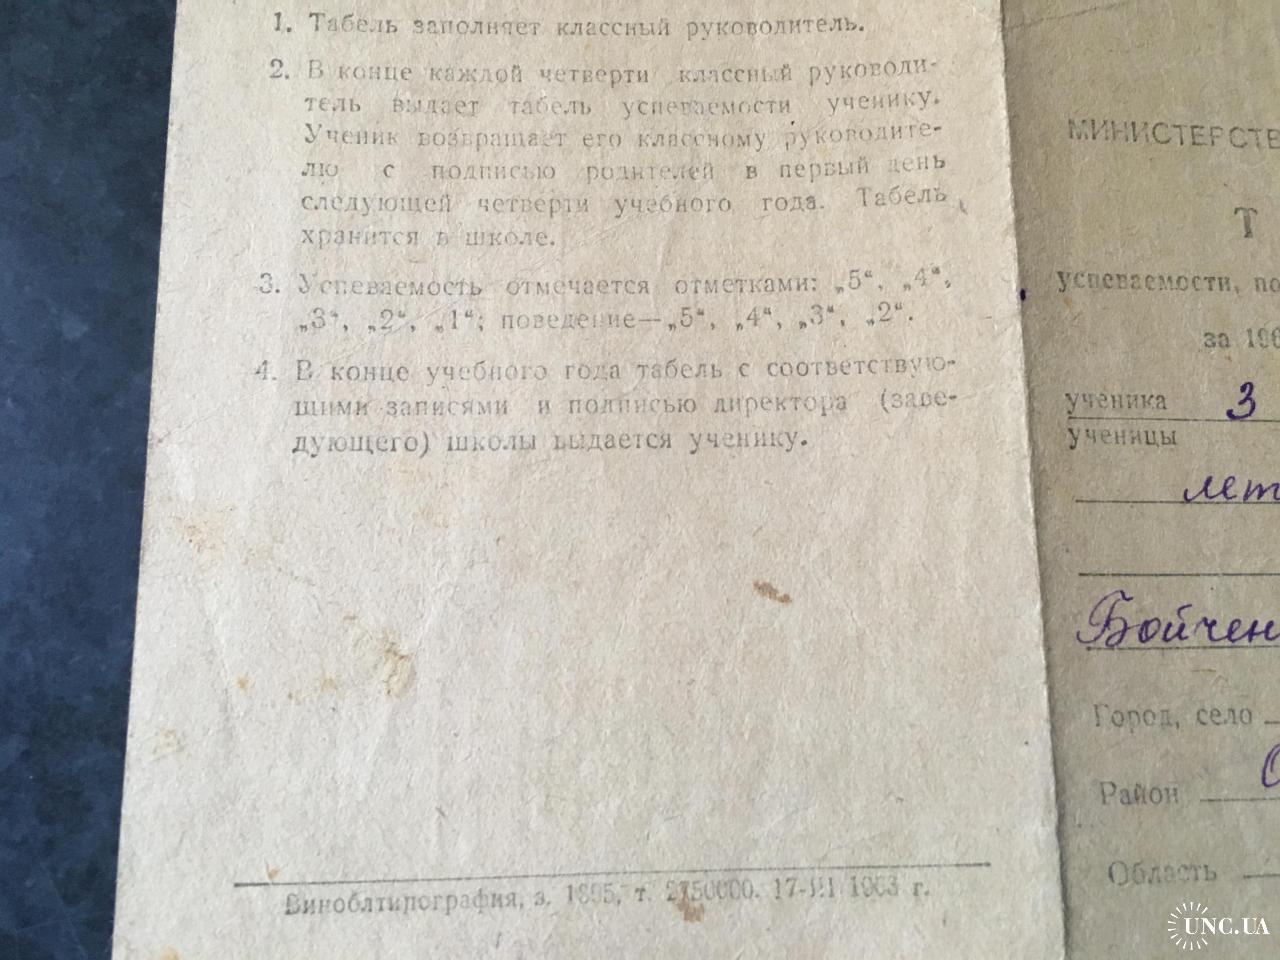 1. Табель заполняет классный руководитель.
2. В конце каждой четверти классный руководи-
тель выдает табель успеваемости ученику.
Ученик возвращает его классному руководите-
лю с подписью родителей в первый день
следующей четверти учебного года. Табель
хранится в школе.
3. Успеваемость отмечается отметками: „5“, „4“,
„3“, „2“, „1“; поведение—„5“, „4“, „3“, „2“.
4. В конце учебного года табель с соответствую-
щими записями и подписью директора (заве-
дующего) школы выдается ученику.
Виноблтипография, з. 1895, т. 2750000. 17-III 1963 г.
МИНИСТЕРСТВ
Т
успеваемости, по
за 196
ученика 3
ученицы
лет
Бойчен
Город, село
Район
Область
UNC.UA